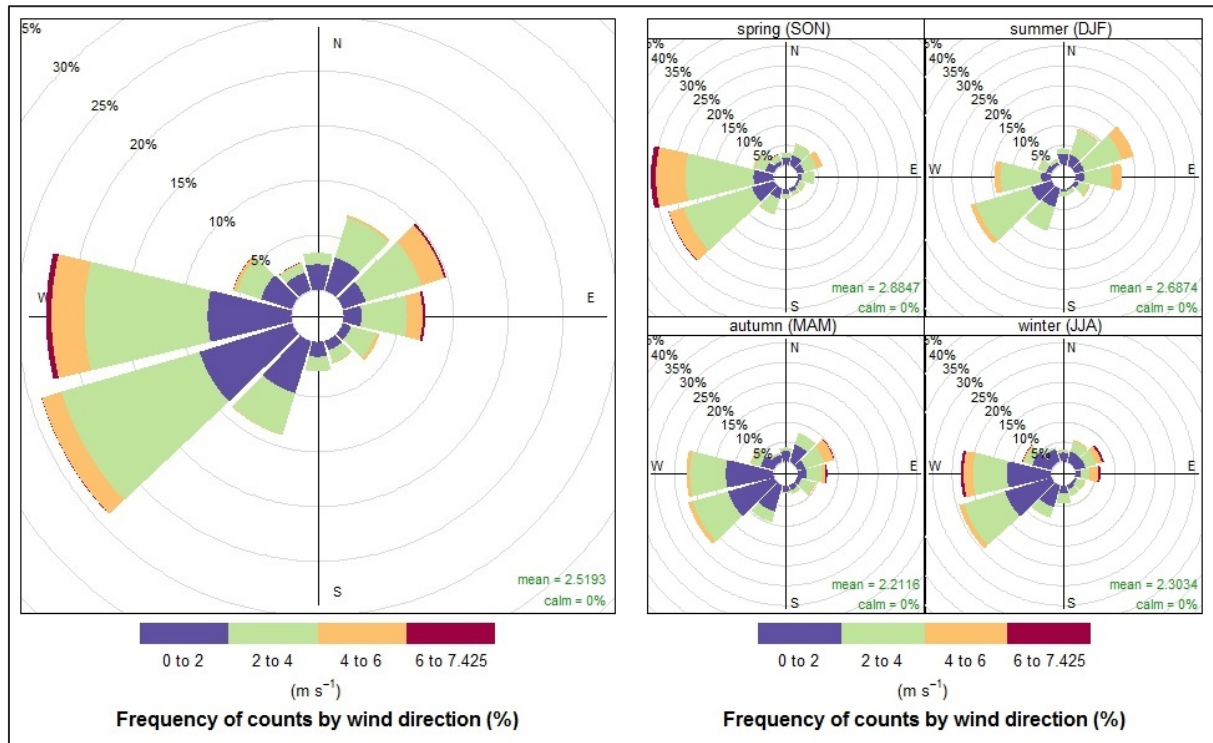 5%
30%
25%
20%
15%
10%
5%
N
W
E
S
mean = 2.5193
calm = 0%
0 to 2
2 to 4
4 to 6
6 to 7.425
(m s⁻¹)
Frequency of counts by wind direction (%)
spring (SON)
5%
40%
35%
30%
25%
20%
15%
10%
5%
N
W
E
S
mean = 2.8847
calm = 0%
summer (DJF)
5%
40%
35%
30%
25%
20%
15%
10%
5%
N
W
E
S
mean = 2.6874
calm = 0%
autumn (MAM)
5%
40%
35%
30%
25%
20%
15%
10%
5%
N
W
E
S
mean = 2.2116
calm = 0%
winter (JJA)
5%
40%
35%
30%
25%
20%
15%
10%
5%
N
W
E
S
mean = 2.3034
calm = 0%
0 to 2
2 to 4
4 to 6
6 to 7.425
(m s⁻¹)
Frequency of counts by wind direction (%)